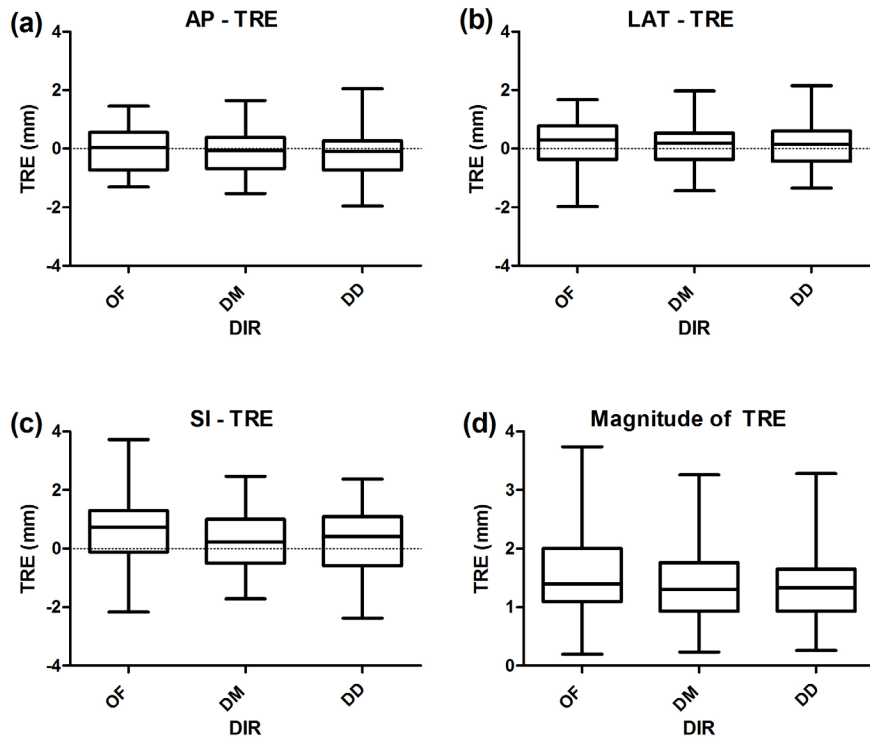 (a) AP - TRE
TRE (mm)
4
2
0
-2
-4
OF DM DD
DIR
(b) LAT - TRE
TRE (mm)
4
2
0
-2
-4
OF DM DD
DIR
(c) SI - TRE
TRE (mm)
4
2
0
-2
-4
OF DM DD
DIR
(d) Magnitude of TRE
TRE (mm)
4
3
2
1
0
OF DM DD
DIR